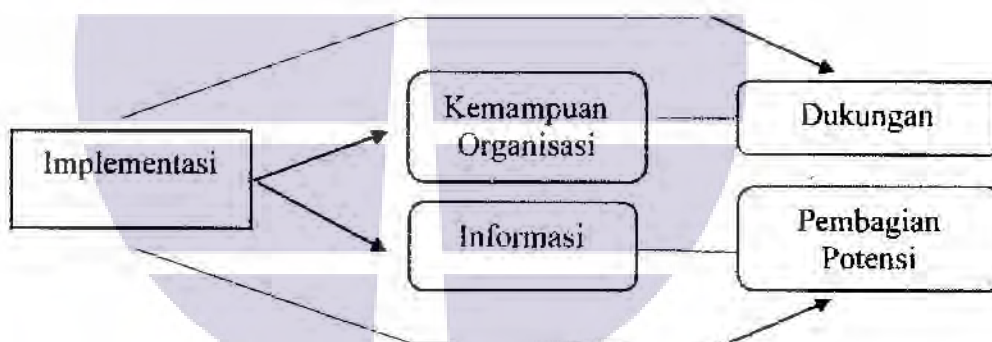 Implementasi
Kemampuan
Organisasi
Dukungan
Informasi
Pembagian
Potensi